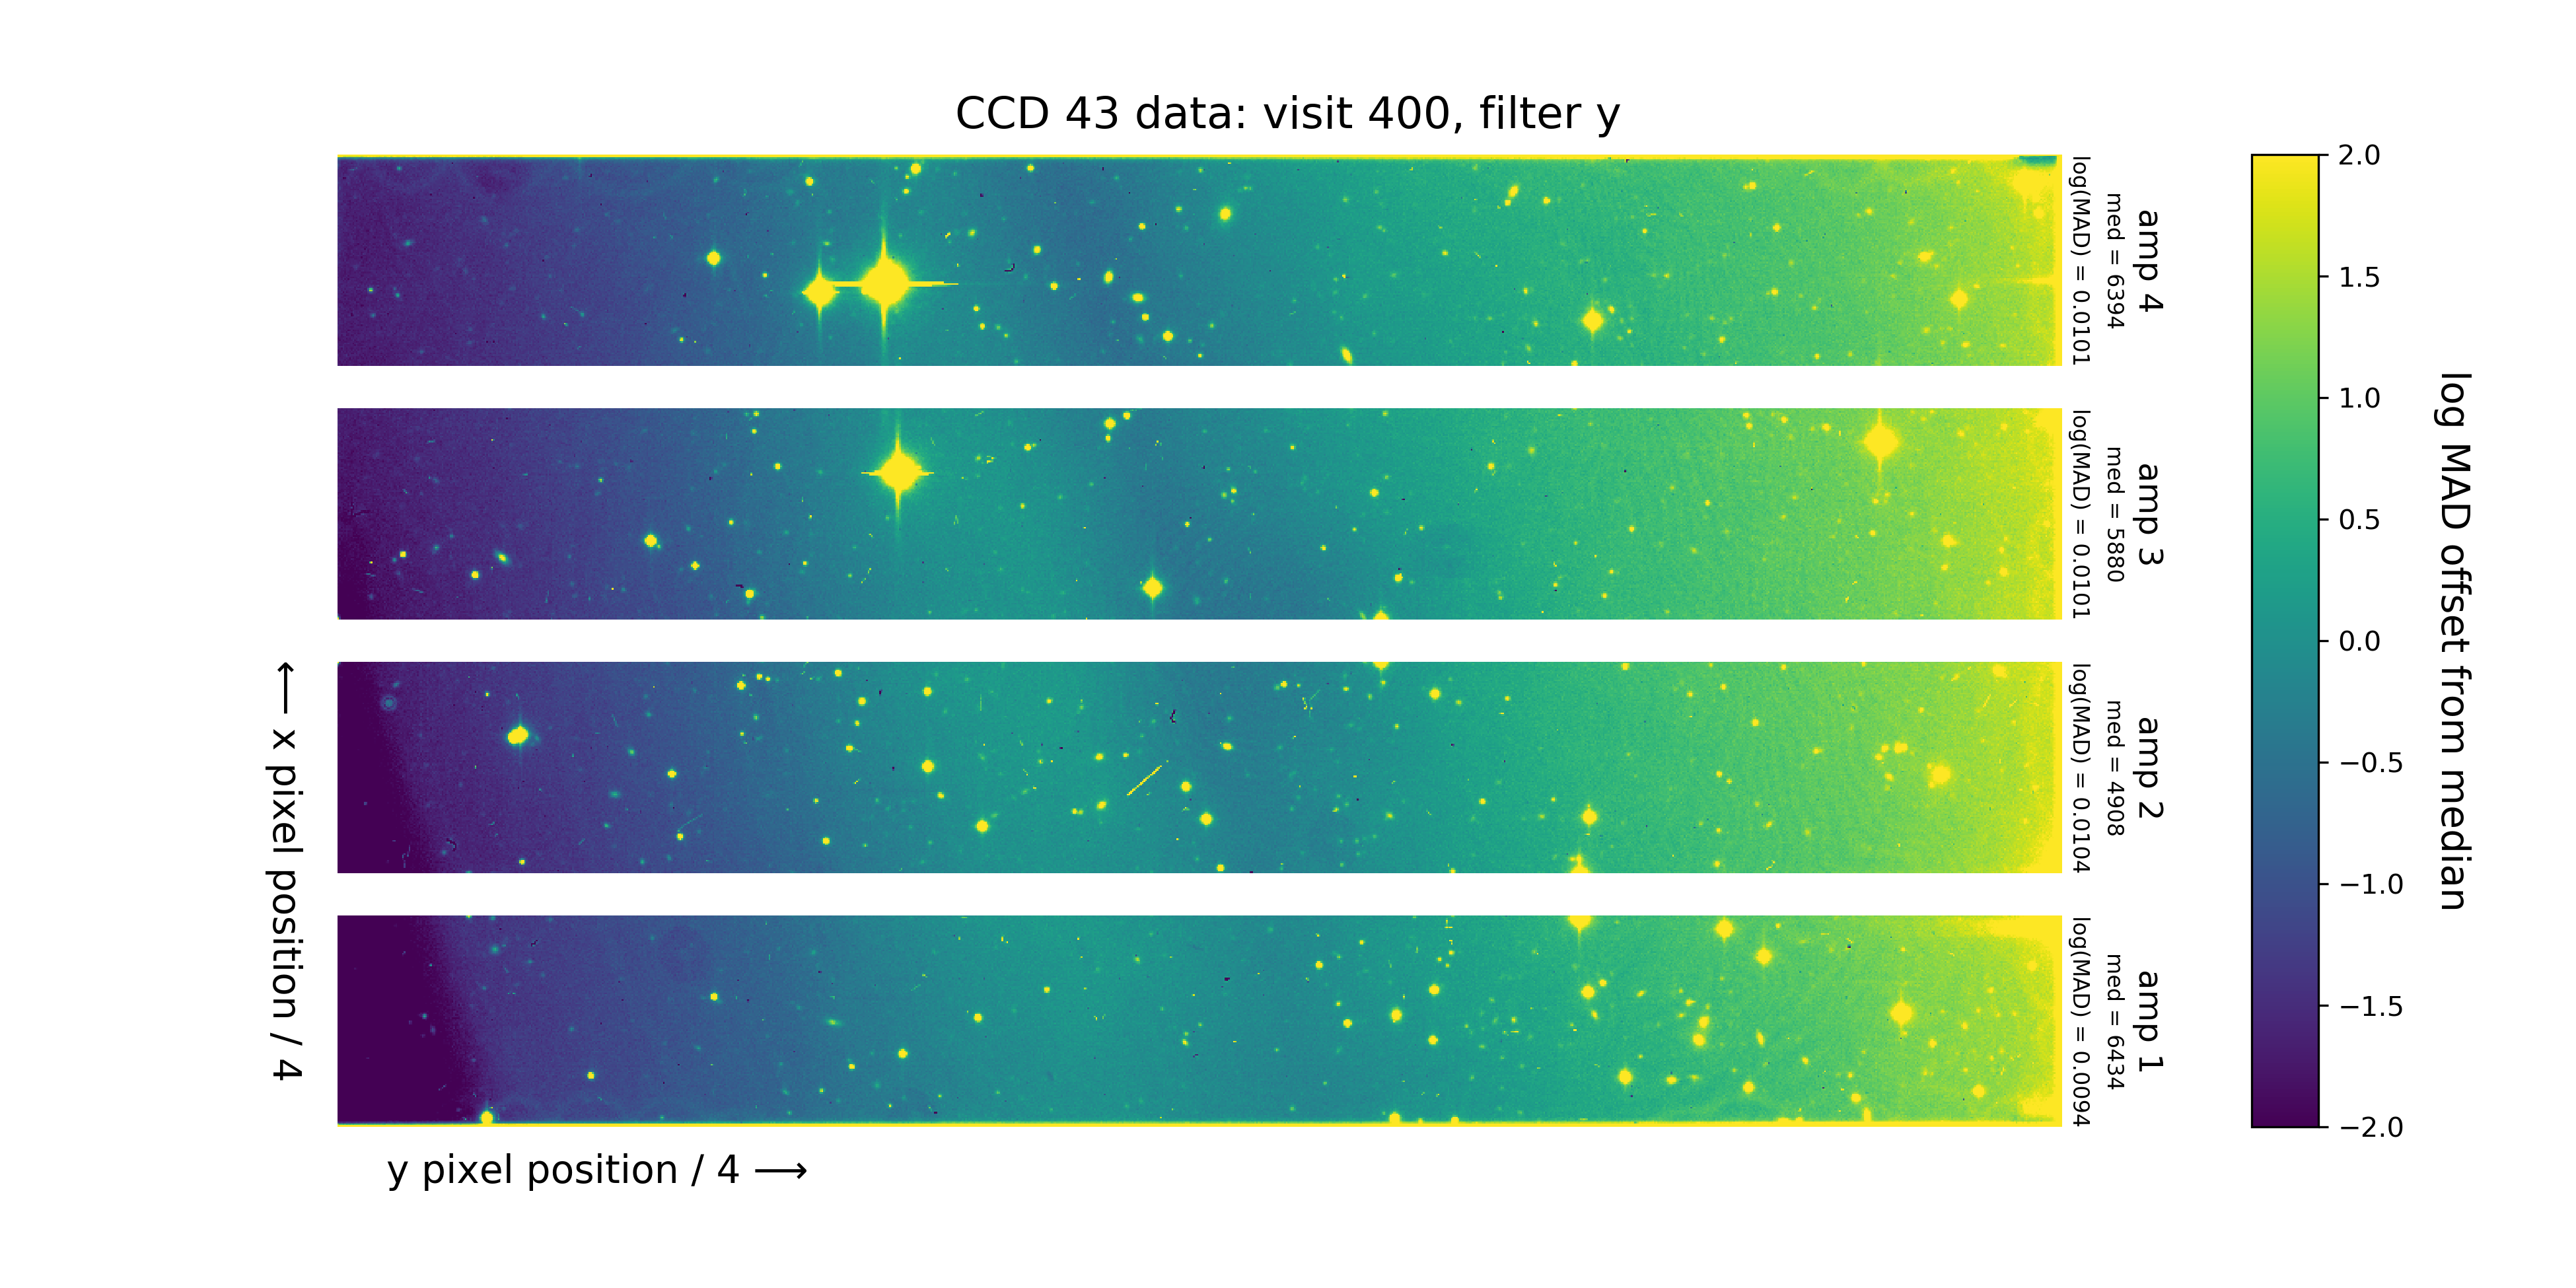 CCD 43 data: visit 400, filter y
amp 4
med = 6394
log(MAD) = 0.0101
amp 3
med = 5880
log(MAD) = 0.0101
amp 2
med = 4908
log(MAD) = 0.0104
amp 1
med = 6434
log(MAD) = 0.0094
⟵ x pixel position / 4
y pixel position / 4 ⟶
2.0
1.5
1.0
0.5
0.0
−0.5
−1.0
−1.5
−2.0
log MAD offset from median